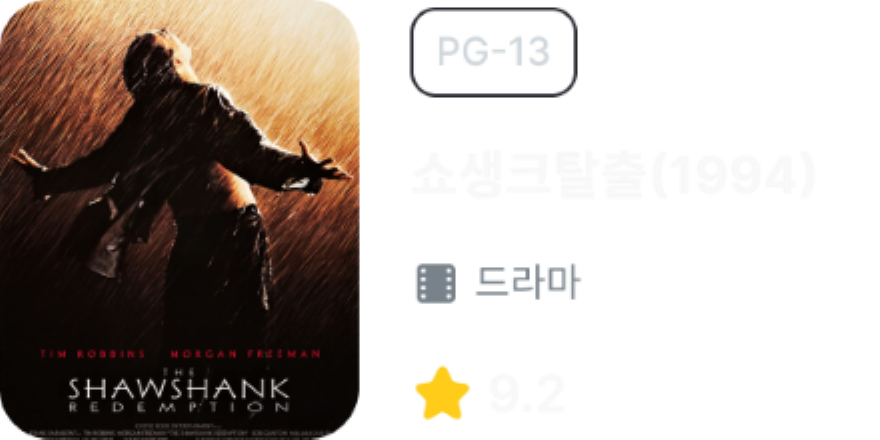 PG-13
쇼생크탈출(1994)
드라마
9.2
TIM ROBBINS MORGAN FREEMAN
THE
SHAWSHANK
REDEMPTION